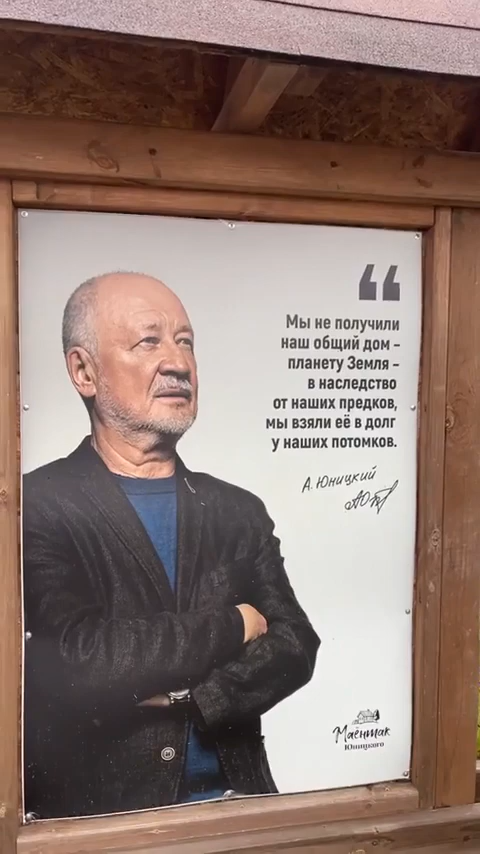 Мы не получили
наш общий дом –
планету Земля –
в наследство
от наших предков,
мы взяли её в долг
у наших потомков.
А. Юницкий
Маёнтак
Юницкого